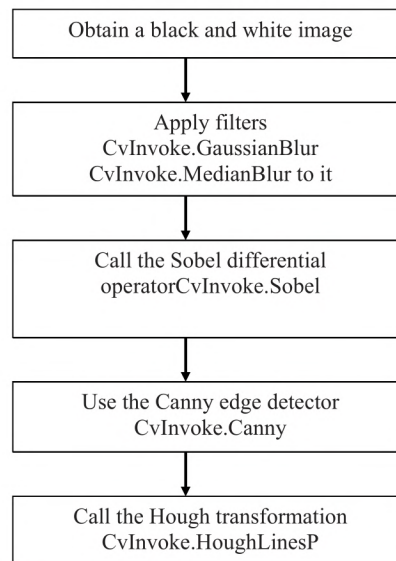 Obtain a black and white image
Apply filters
CvInvoke.GaussianBlur
CvInvoke.MedianBlur to it
Call the Sobel differential
operatorCvInvoke.Sobel
Use the Canny edge detector
CvInvoke.Canny
Call the Hough transformation
CvInvoke.HoughLinesP